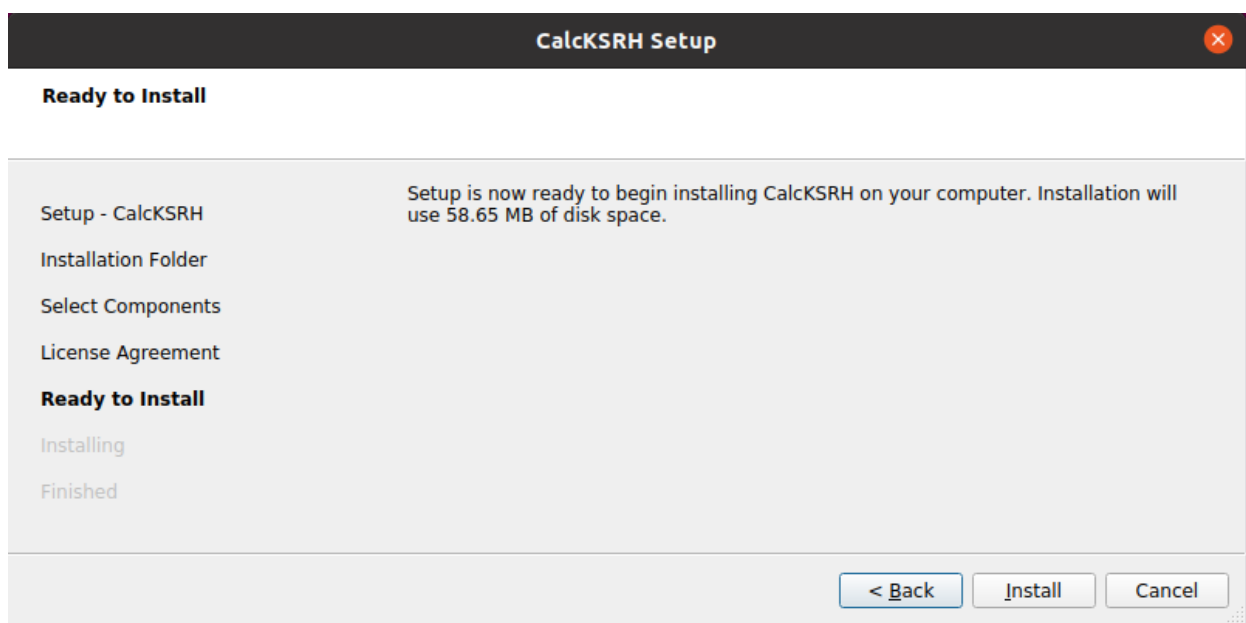 CalcKSRH Setup
Ready to Install
Setup - CalcKSRH
Installation Folder
Select Components
License Agreement
Ready to Install
Installing
Finished
Setup is now ready to begin installing CalcKSRH on your computer. Installation will
use 58.65 MB of disk space.
< Back
Install
Cancel